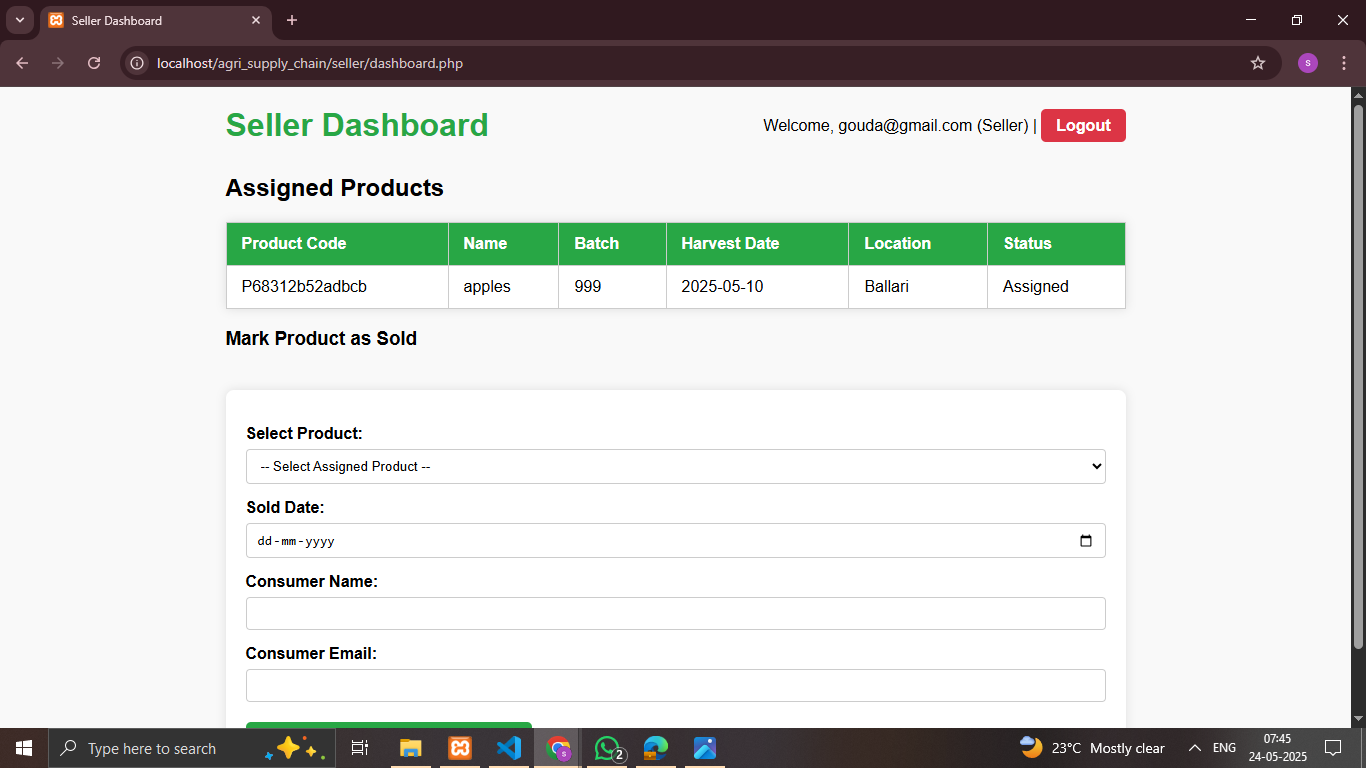 Seller Dashboard
localhost/agri_supply_chain/seller/dashboard.php
s
Seller Dashboard
Welcome, gouda@gmail.com (Seller) | Logout
Assigned Products
Product Code Name Batch Harvest Date Location Status
P68312b52adbcb apples 999 2025-05-10 Ballari Assigned
Mark Product as Sold
Select Product:
-- Select Assigned Product --
Sold Date:
dd-mm-yyyy
Consumer Name:
Consumer Email:
Type here to search
s
2
23°C Mostly clear
ENG
07:45
24-05-2025